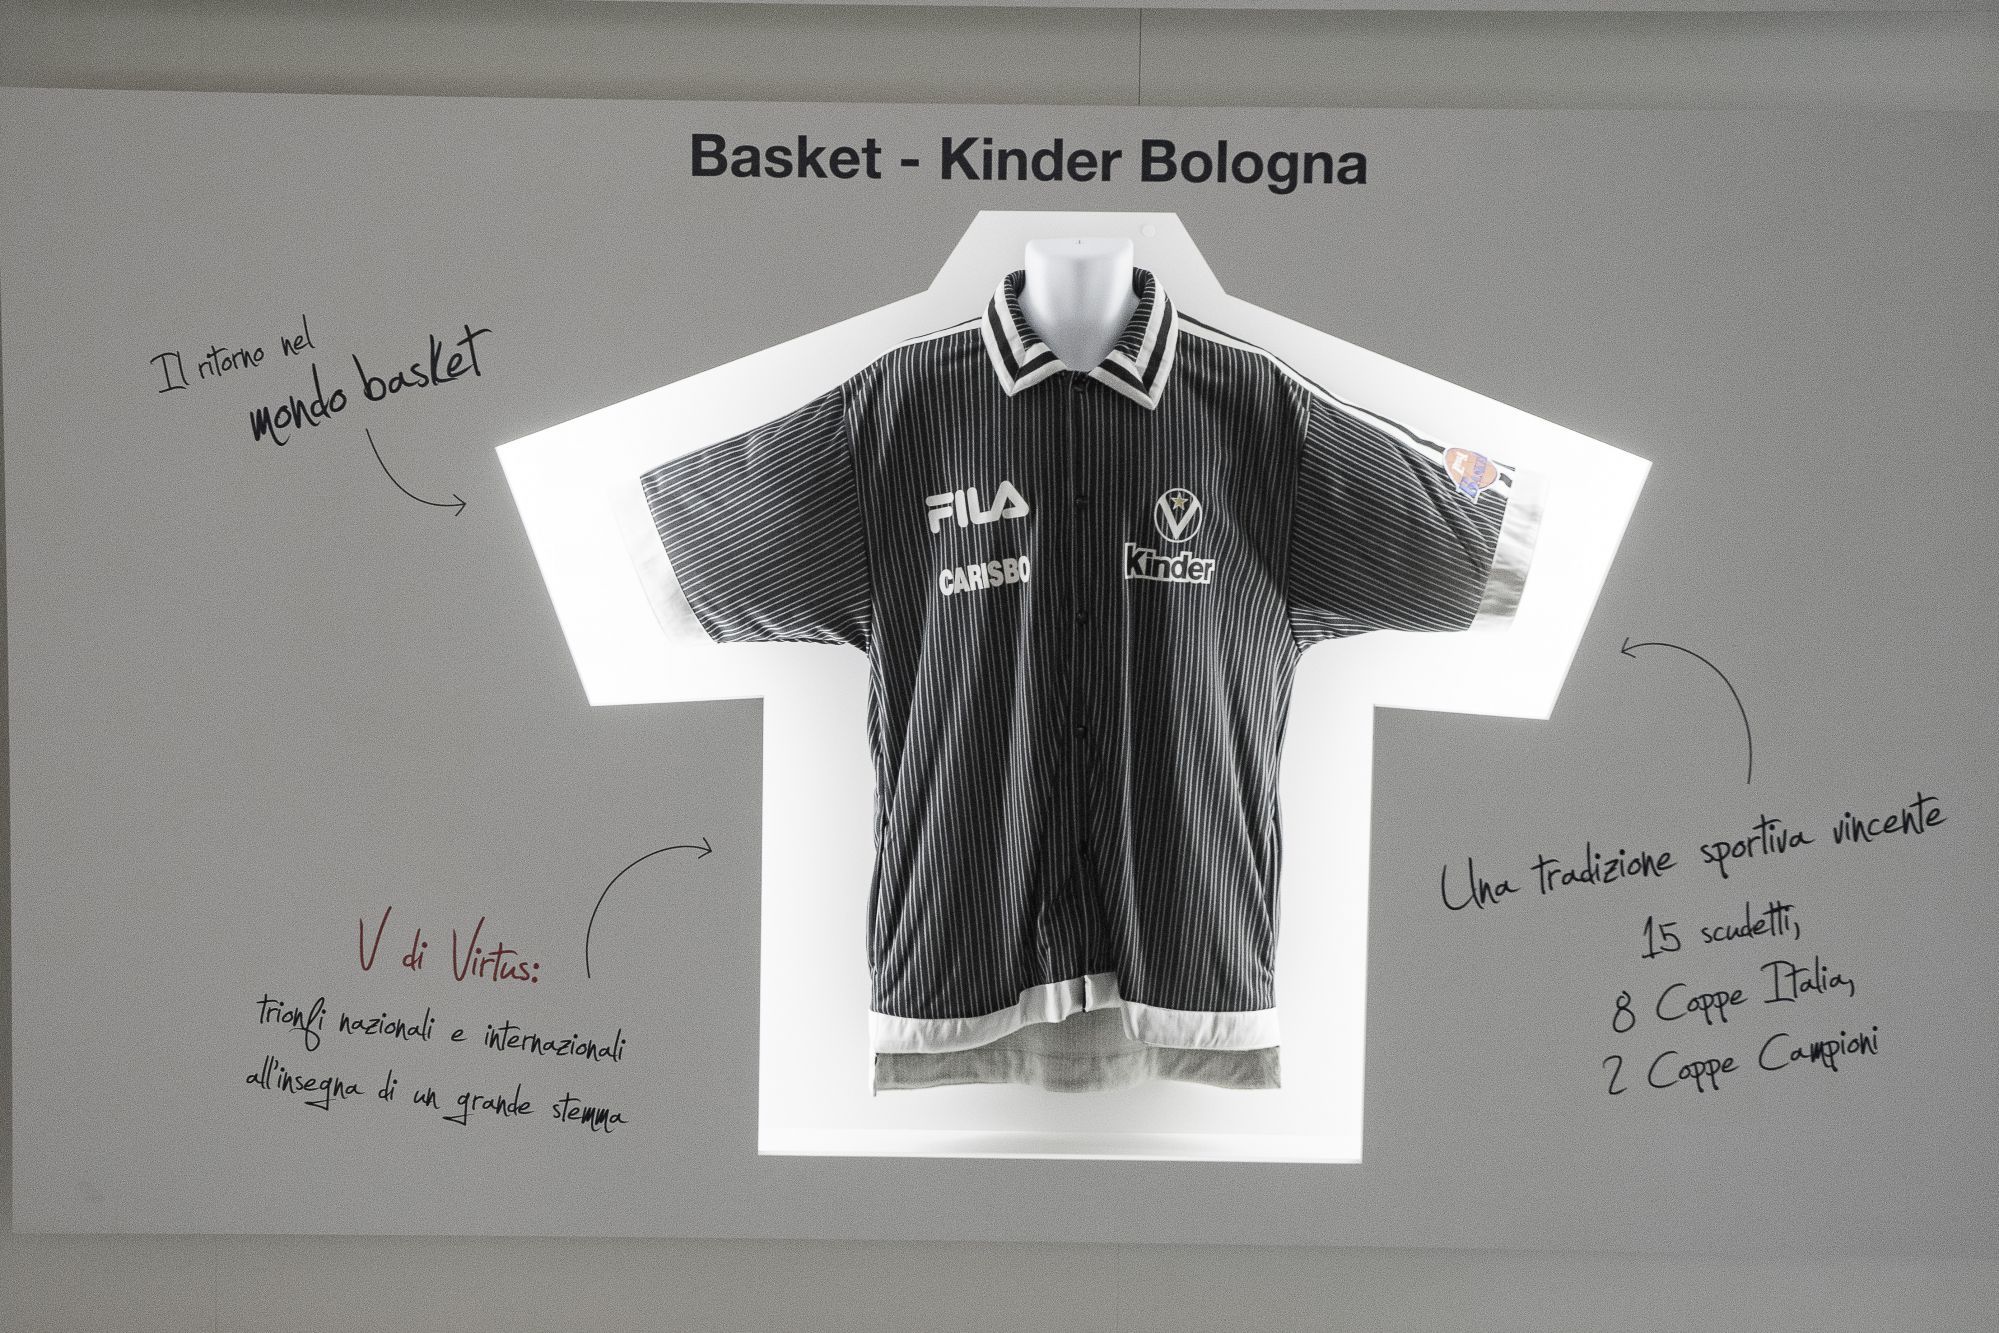 Basket - Kinder Bologna
Il ritorno nel
mondo basket
FILA
CARISBO
V
Kinder
V di Virtus:
trionfi nazionali e internazionali
all'insegna di un grande stemma
Una tradizione sportiva vincente
15 scudetti,
8 Coppe Italia,
2 Coppe Campioni